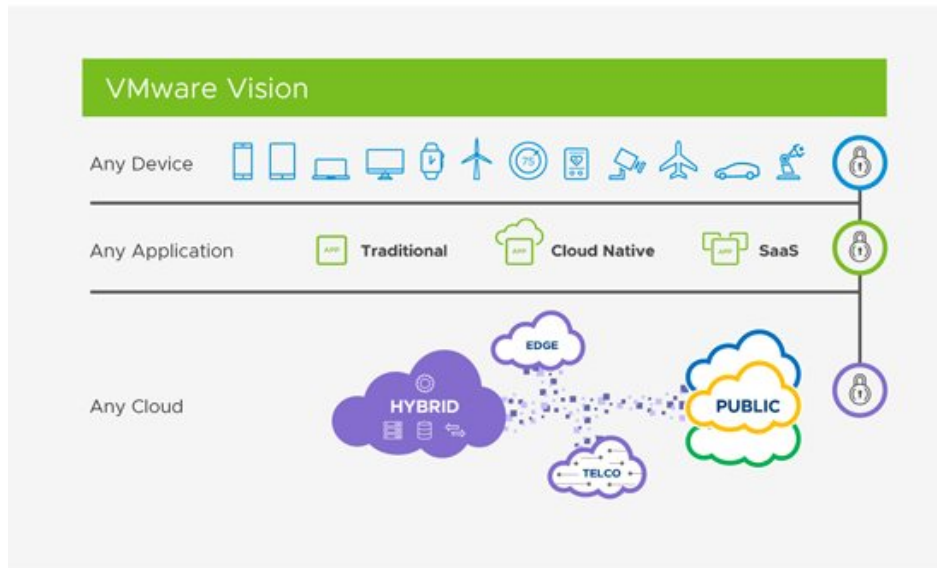 VMware Vision
Any Device
75°
Any Application
APP
Traditional
APP
Cloud Native
APP
SaaS
Any Cloud
EDGE
HYBRID
PUBLIC
TELCO